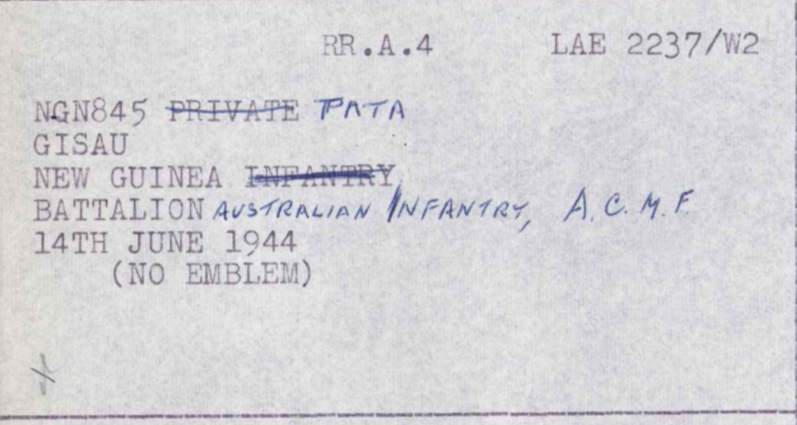 RR.A.4 LAE 2237/W2
NGN845 PRIVATE PATA
GISAU
NEW GUINEA INFANTRY
BATTALION AUSTRALIAN INFANTRY, A.C.M.F.
14TH JUNE 1944
(NO EMBLEM)